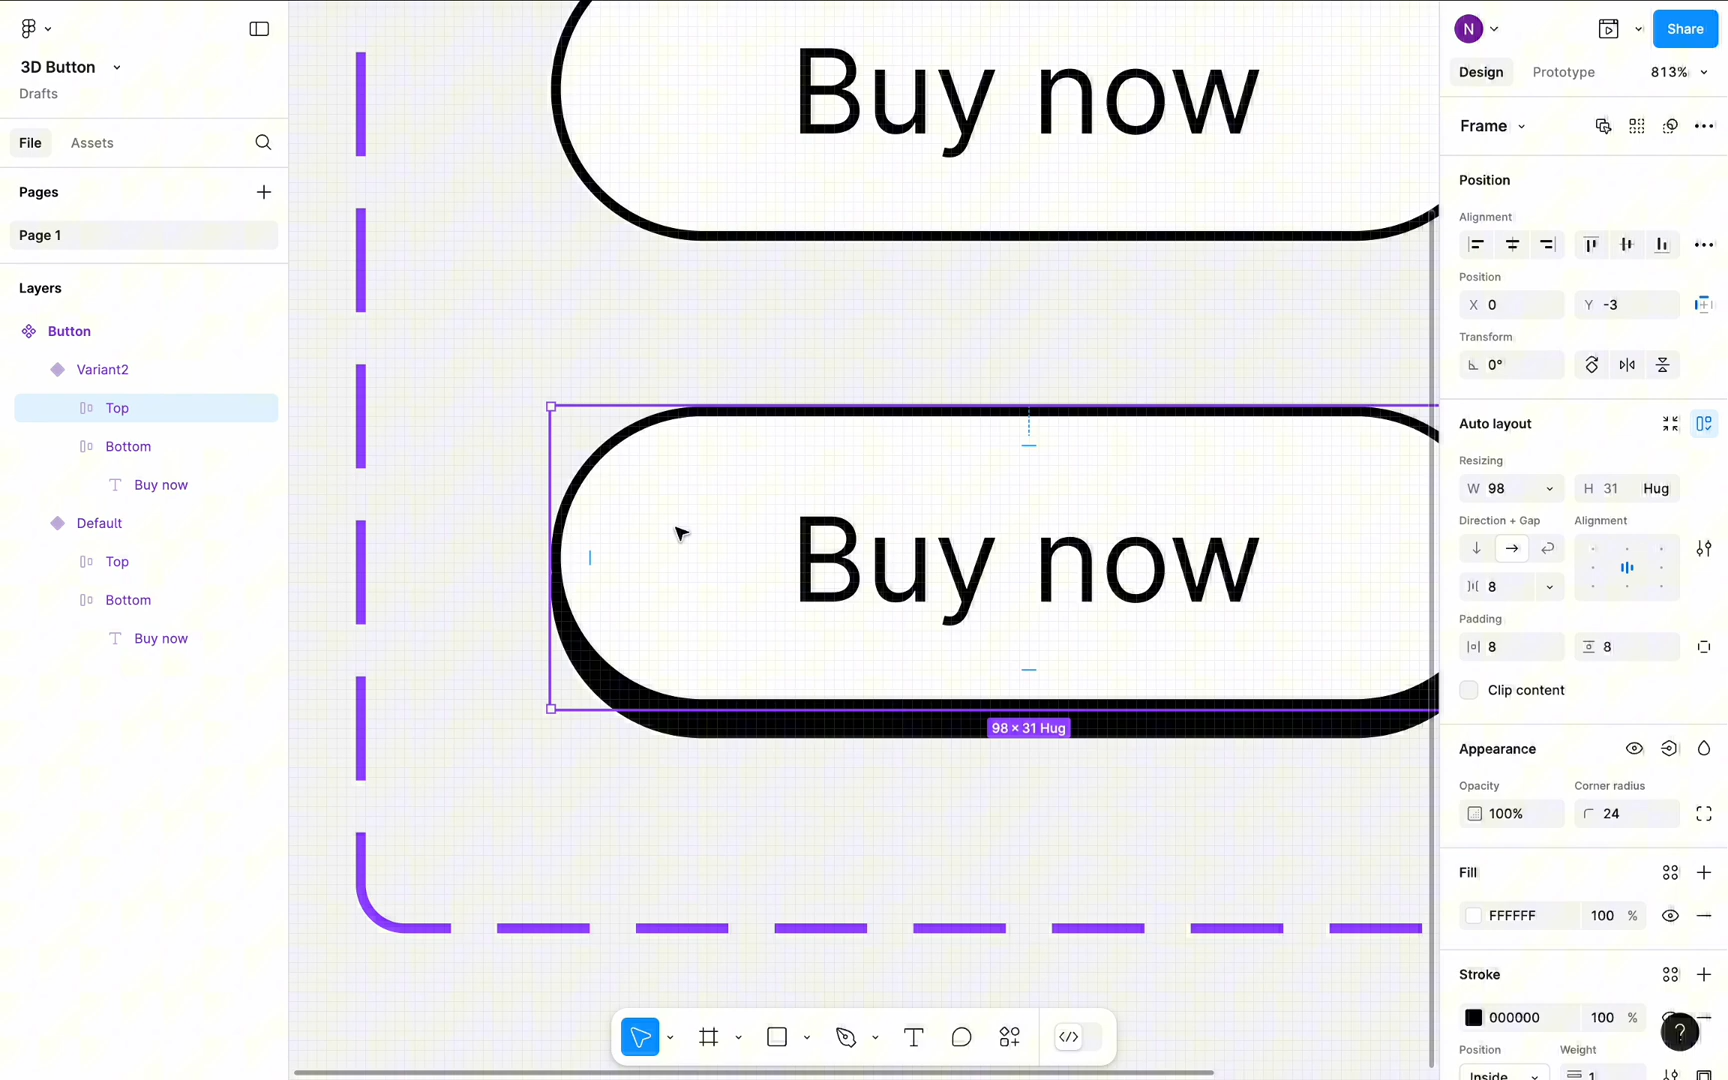 3D Button
Drafts
File
Assets
Pages
Page 1
Layers
Button
Variant2
Top
Bottom
Buy now
Default
Top
Bottom
Buy now
Buy now
Buy now
98 × 31 Hug
N
Share
Design
Prototype
813%
Frame
Position
Alignment
Position
X 0
Y -3
Transform
0°
Auto layout
Resizing
W 98
H 31 Hug
Direction + Gap
Alignment
8
Padding
8
8
Clip content
Appearance
Opacity
Corner radius
100%
24
Fill
FFFFFF 100 %
Stroke
000000 100 %
?
Position
Weight
Inside
1